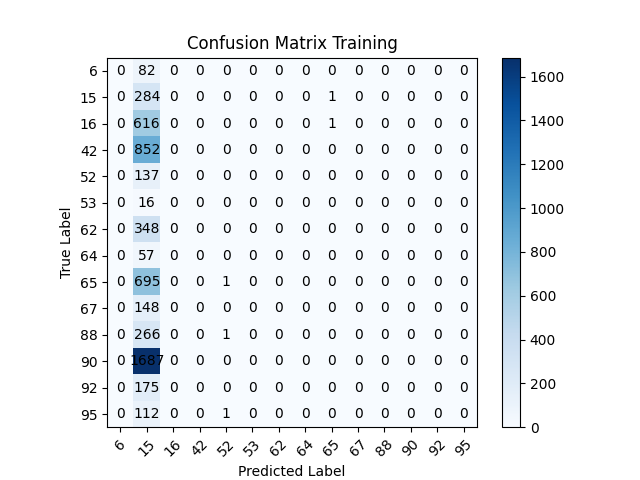 Confusion Matrix Training
6 0 82 0 0 0 0 0 0 0 0 0 0 0 0
15 0 284 0 0 0 0 0 0 1 0 0 0 0 0
16 0 616 0 0 0 0 0 0 1 0 0 0 0 0
42 0 852 0 0 0 0 0 0 0 0 0 0 0 0
52 0 137 0 0 0 0 0 0 0 0 0 0 0 0
53 0 16 0 0 0 0 0 0 0 0 0 0 0 0
62 0 348 0 0 0 0 0 0 0 0 0 0 0 0
64 0 57 0 0 0 0 0 0 0 0 0 0 0 0
65 0 695 0 0 1 0 0 0 0 0 0 0 0 0
67 0 148 0 0 0 0 0 0 0 0 0 0 0 0
88 0 266 0 0 1 0 0 0 0 0 0 0 0 0
90 0 1687 0 0 0 0 0 0 0 0 0 0 0 0
92 0 175 0 0 0 0 0 0 0 0 0 0 0 0
95 0 112 0 0 1 0 0 0 0 0 0 0 0 0
6 15 16 42 52 53 62 64 65 67 88 90 92 95
Predicted Label
True Label
1600
1400
1200
1000
800
600
400
200
0